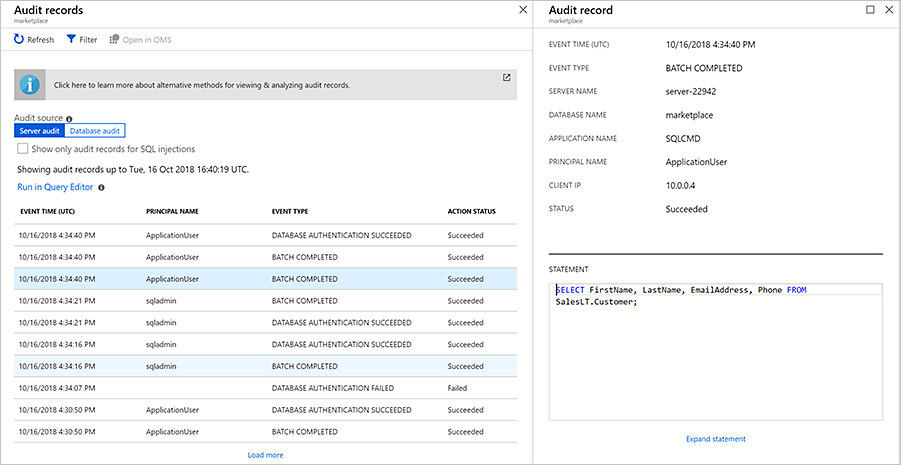 Audit records
marketplace
Refresh Filter Open in OMS
Click here to learn more about alternative methods for viewing & analyzing audit records.
Audit source
Server audit Database audit
Show only audit records for SQL injections
Showing audit records up to Tue, 16 Oct 2018 16:40:19 UTC.
Run in Query Editor
EVENT TIME (UTC) PRINCIPAL NAME EVENT TYPE ACTION STATUS
10/16/2018 4:34:40 PM ApplicationUser DATABASE AUTHENTICATION SUCCEEDED Succeeded
10/16/2018 4:34:40 PM ApplicationUser BATCH COMPLETED Succeeded
10/16/2018 4:34:40 PM ApplicationUser BATCH COMPLETED Succeeded
10/16/2018 4:34:21 PM sqladmin BATCH COMPLETED Succeeded
10/16/2018 4:34:21 PM sqladmin DATABASE AUTHENTICATION SUCCEEDED Succeeded
10/16/2018 4:34:16 PM sqladmin DATABASE AUTHENTICATION SUCCEEDED Succeeded
10/16/2018 4:34:16 PM sqladmin BATCH COMPLETED Succeeded
10/16/2018 4:34:07 PM DATABASE AUTHENTICATION FAILED Failed
10/16/2018 4:30:50 PM ApplicationUser DATABASE AUTHENTICATION SUCCEEDED Succeeded
10/16/2018 4:30:50 PM ApplicationUser BATCH COMPLETED Succeeded
Load more
Audit record
marketplace
EVENT TIME (UTC) 10/16/2018 4:34:40 PM
EVENT TYPE BATCH COMPLETED
SERVER NAME server-22942
DATABASE NAME marketplace
APPLICATION NAME SQLCMD
PRINCIPAL NAME ApplicationUser
CLIENT IP 10.0.0.4
STATUS Succeeded
STATEMENT
SELECT FirstName, LastName, EmailAddress, Phone FROM
SalesLT.Customer;
Expand statement